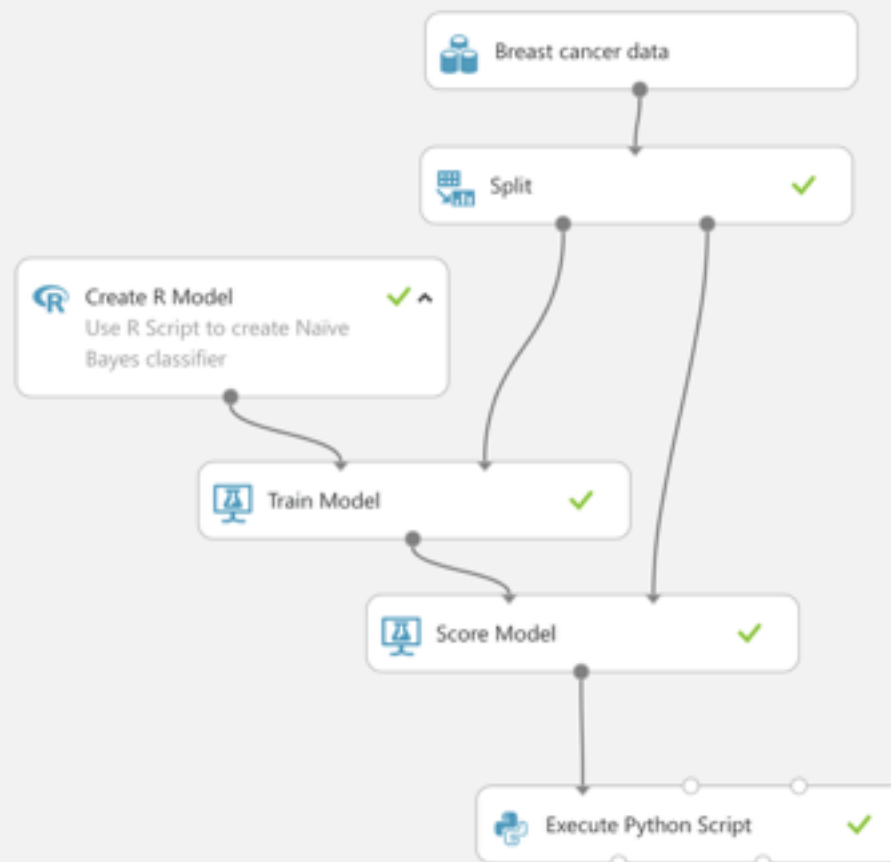 Breast cancer data
Split
Create R Model
Use R Script to create Naïve
Bayes classifier
Train Model
Score Model
Execute Python Script